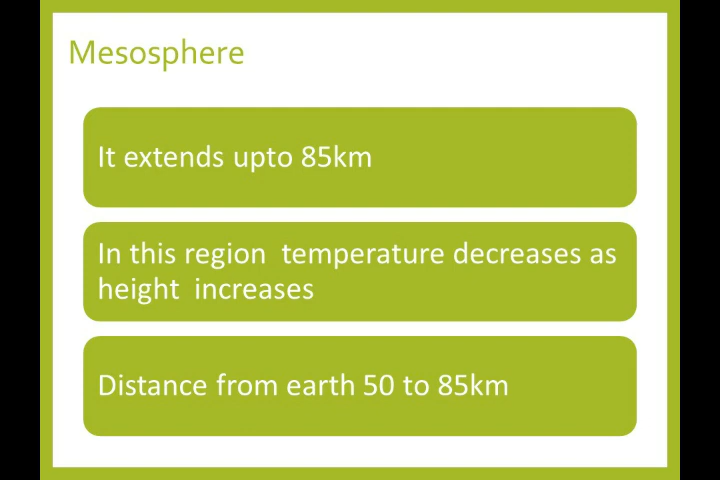 Mesosphere
It extends upto 85km
In this region  temperature decreases as
height  increases
Distance from earth 50 to 85km